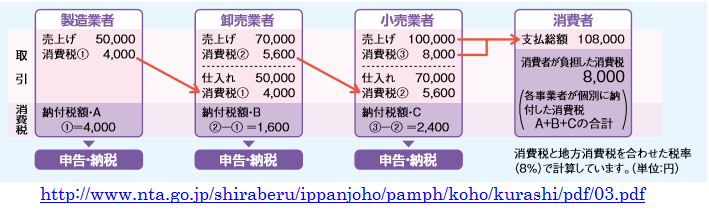 製造業者
売上げ 50,000
消費税① 4,000
納付税額・A
①=4,000
申告・納税
卸売業者
売上げ 70,000
消費税② 5,600
仕入れ 50,000
消費税① 4,000
納付税額・B
②-①=1,600
申告・納税
小売業者
売上げ 100,000
消費税③ 8,000
仕入れ 70,000
消費税② 5,600
納付税額・C
③-②=2,400
申告・納税
消費者
支払総額 108,000
消費者が負担した消費税
8,000
(各事業者が個別に納
付した消費税
A+B+Cの合計)
取引
消費税
消費税と地方消費税を合わせた税率
(8%)で計算しています。(単位:円)
http://www.nta.go.jp/shiraberu/ippanjoho/pamph/koho/kurashi/pdf/03.pdf